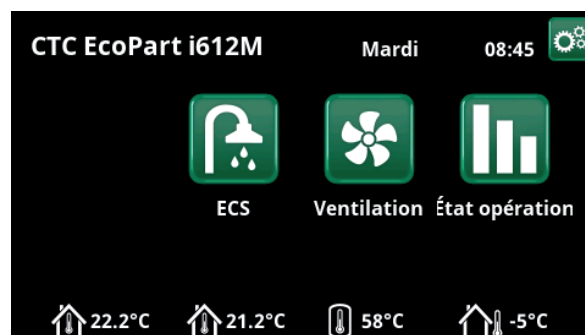 CTC EcoPart i612M Mardi 08:45
ECS Ventilation État opération
22.2°C 21.2°C 58°C -5°C